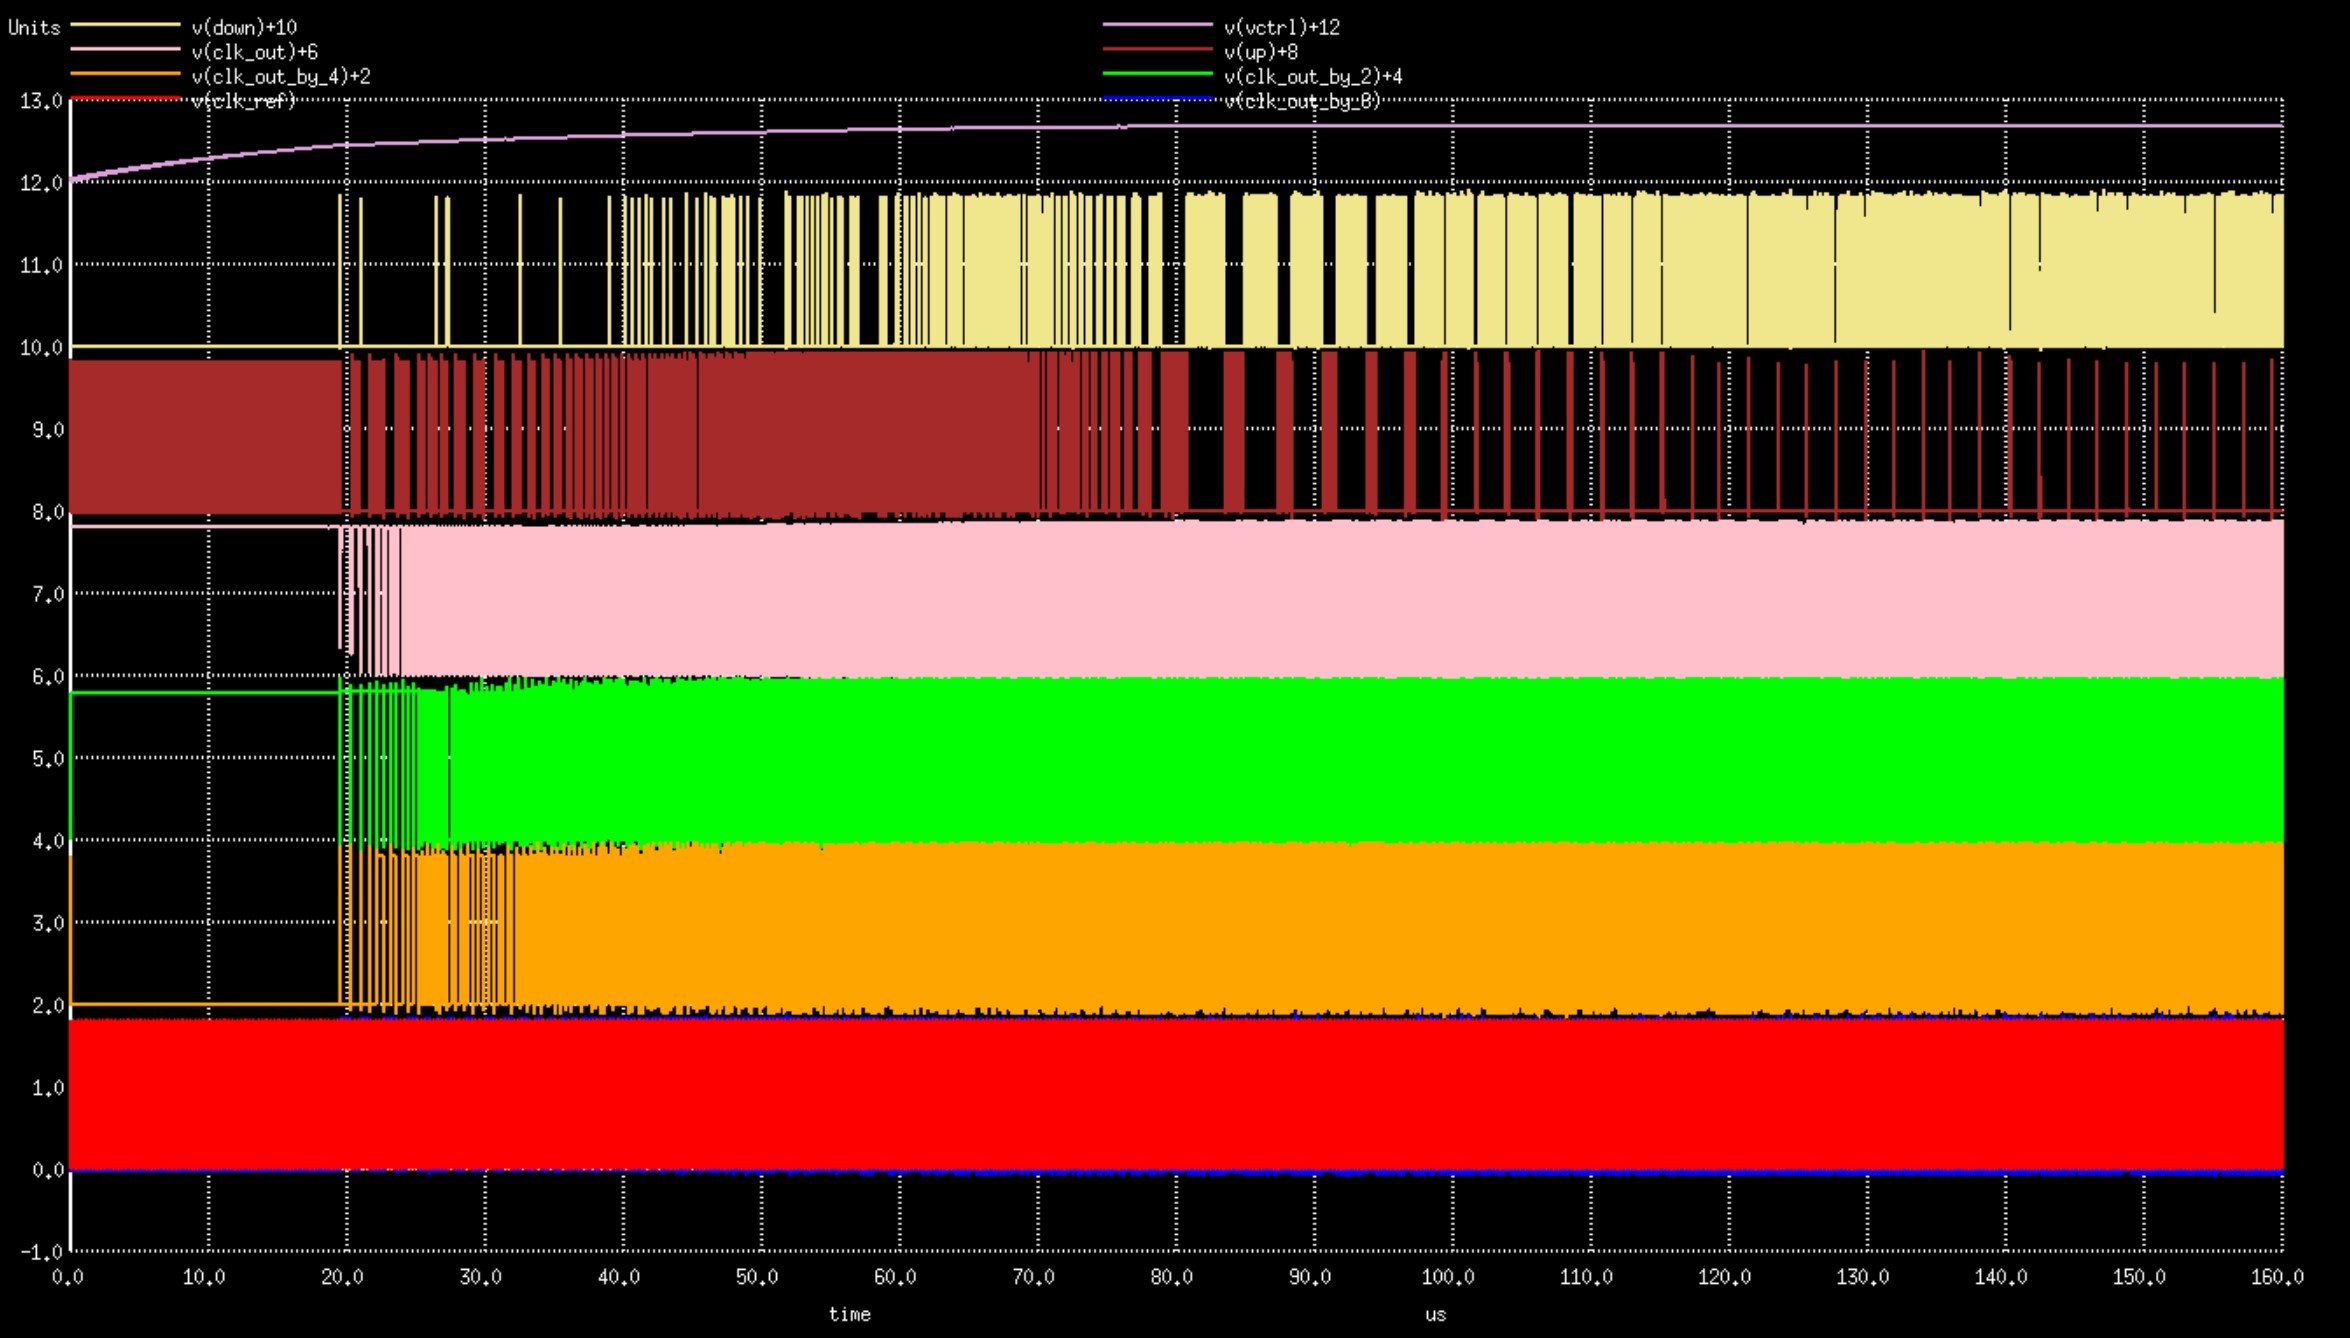 Units
v(down)+10
v(vctrl)+12
v(clk_out)+6
v(up)+8
v(clk_out_by_4)+2
v(clk_out_by_2)+4
v(clk_ref)
v(clk_out_by_8)
13.0
12.0
11.0
10.0
9.0
8.0
7.0
6.0
5.0
4.0
3.0
2.0
1.0
0.0
-1.0
0.0 10.0 20.0 30.0 40.0 50.0 60.0 70.0 80.0 90.0 100.0 110.0 120.0 130.0 140.0 150.0 160.0
time us